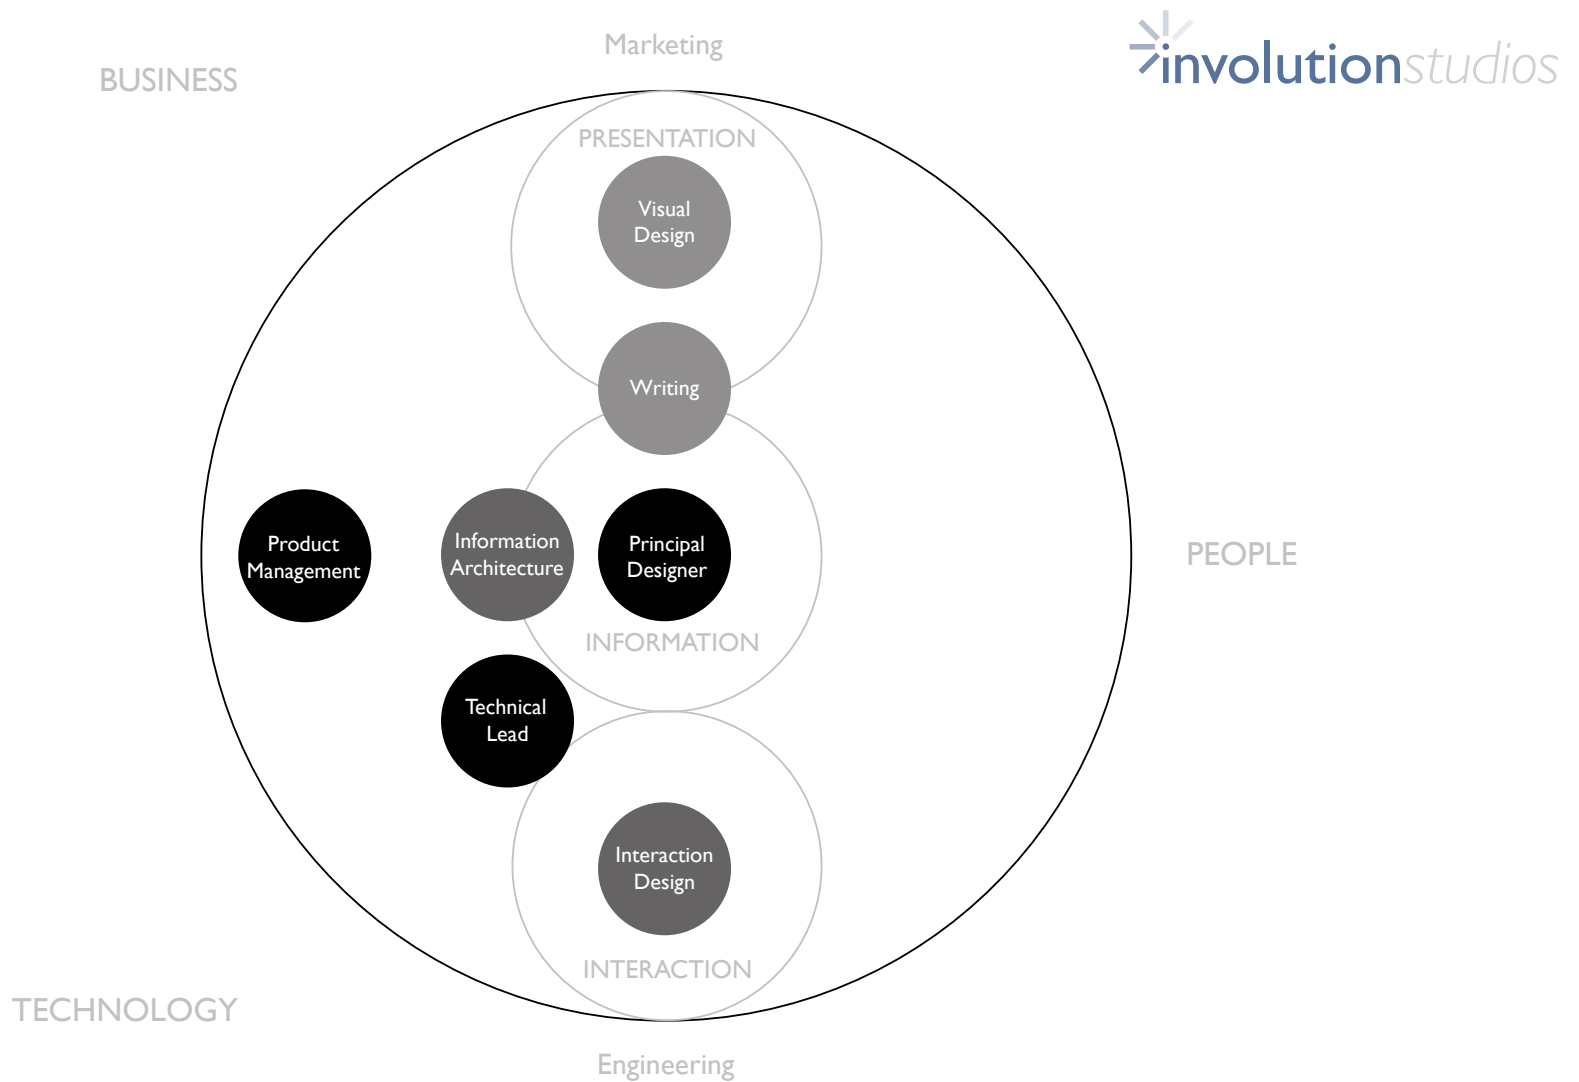 Marketing
involutionstudios
BUSINESS
PRESENTATION
Visual
Design
Writing
Product
Management
Information
Architecture
Principal
Designer
PEOPLE
INFORMATION
Technical
Lead
Interaction
Design
INTERACTION
TECHNOLOGY
Engineering